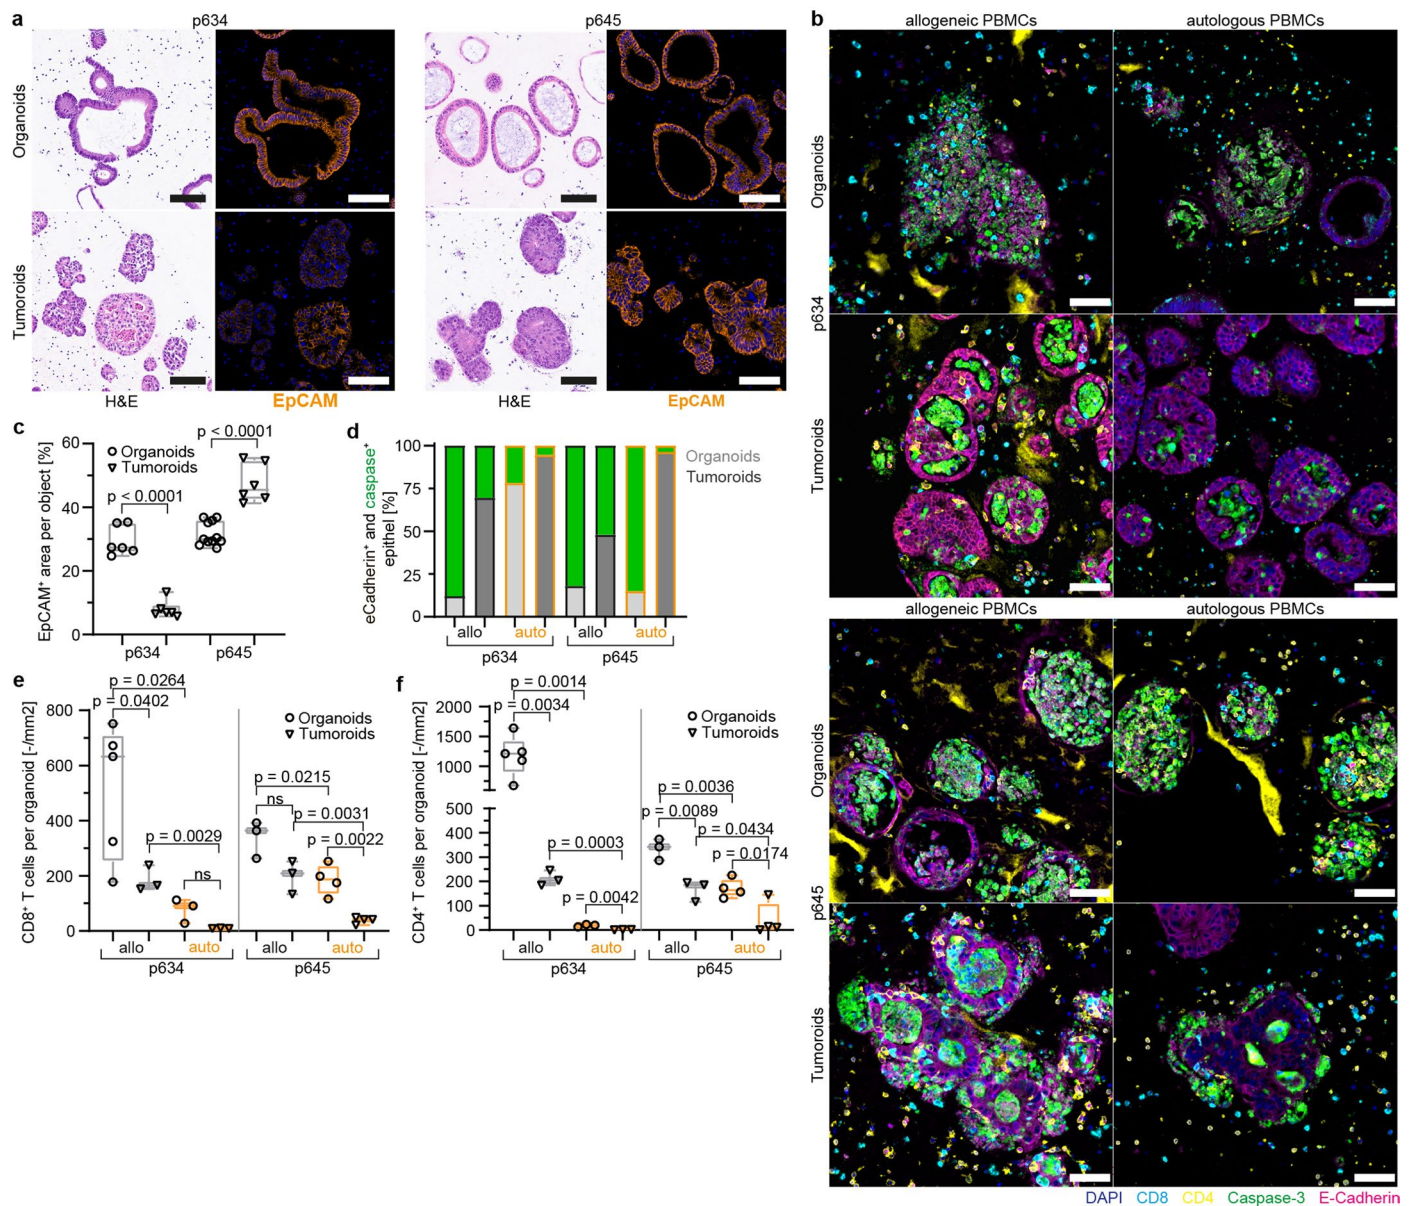 a
p634
p645
Organoids
Tumoroids
H&E
EpCAM
H&E
EpCAM
b
allogeneic PBMCs
autologous PBMCs
Organoids
p634
Tumoroids
allogeneic PBMCs
autologous PBMCs
Organoids
p645
Tumoroids
DAPI CD8 CD4 Caspase-3 E-Cadherin
c
EpCAM⁺ area per object [%]
60
40
20
0
Organoids
Tumoroids
p < 0.0001
p < 0.0001
p634
p645
d
eCadherin⁺ and caspase⁺
epithel [%]
100
75
50
25
0
Organoids
Tumoroids
allo
auto
allo
auto
p634
p645
e
CD8⁺ T cells per organoid [-/mm2]
800
600
400
200
0
p = 0.0264
p = 0.0402
Organoids
Tumoroids
p = 0.0029
ns
p = 0.0215
ns
p = 0.0031
p = 0.0022
allo
auto
allo
auto
p634
p645
f
CD4⁺ T cells per organoid [-/mm2]
2000
1500
1000
500
400
300
200
100
0
p = 0.0014
p = 0.0034
Organoids
Tumoroids
p = 0.0003
p = 0.0042
p = 0.0036
p = 0.0089
p = 0.0434
p = 0.0174
allo
auto
allo
auto
p634
p645